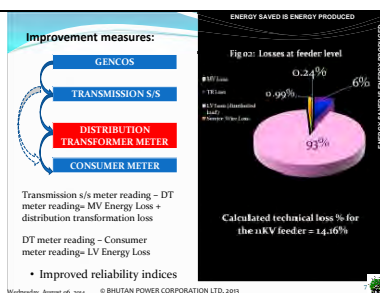 ENERGY SAVED IS ENERGY PRODUCED
Improvement measures:
GENCOS
TRANSMISSION S/S
DISTRIBUTION
TRANSFORMER METER
CONSUMER METER
Transmission s/s meter reading – DT
meter reading= MV Energy Loss +
distribution transformation loss
DT meter reading – Consumer
meter reading= LV Energy Loss
• Improved reliability indices
Fig 02: Losses at feeder level
MV Loss
TR Loss
LV Loss (distributed
load)
Service Wire Loss
0.24%
0.99%
6%
93%
Calculated technical loss % for
the 11KV feeder = 14.16%
© BHUTAN POWER CORPORATION LTD, 2013